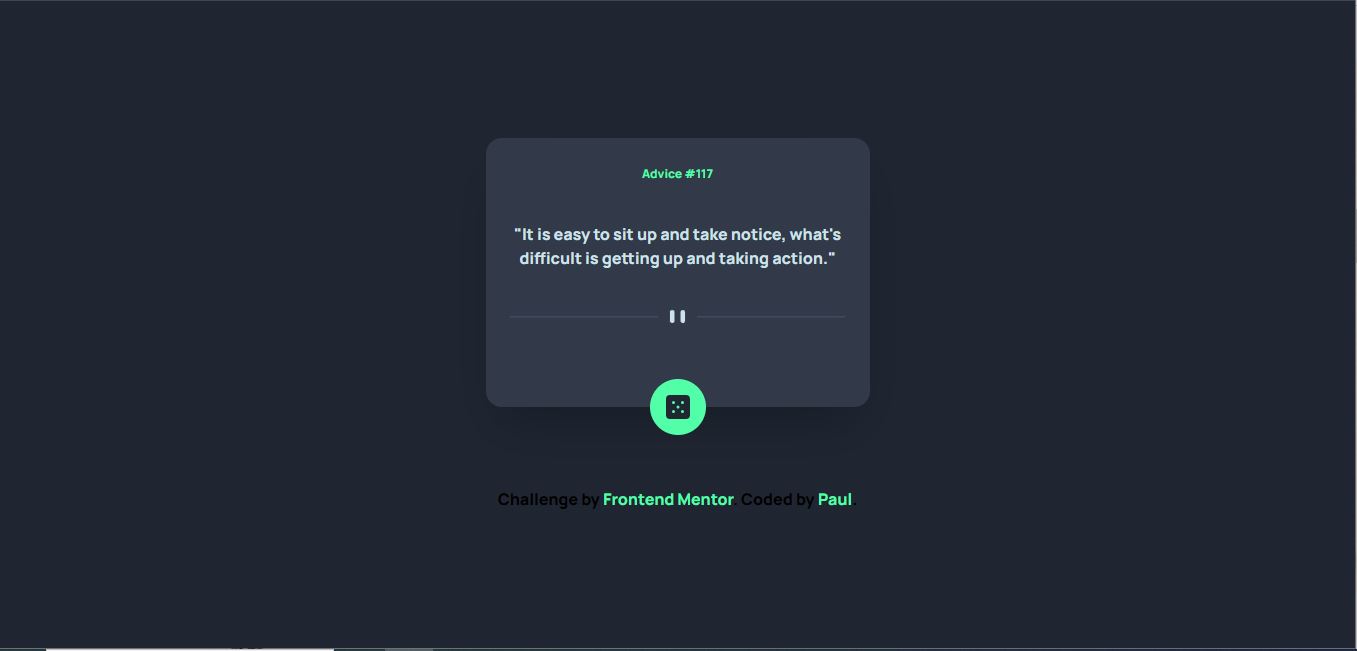 Advice #117
"It is easy to sit up and take notice, what's
difficult is getting up and taking action."
Challenge by Frontend Mentor. Coded by Paul.